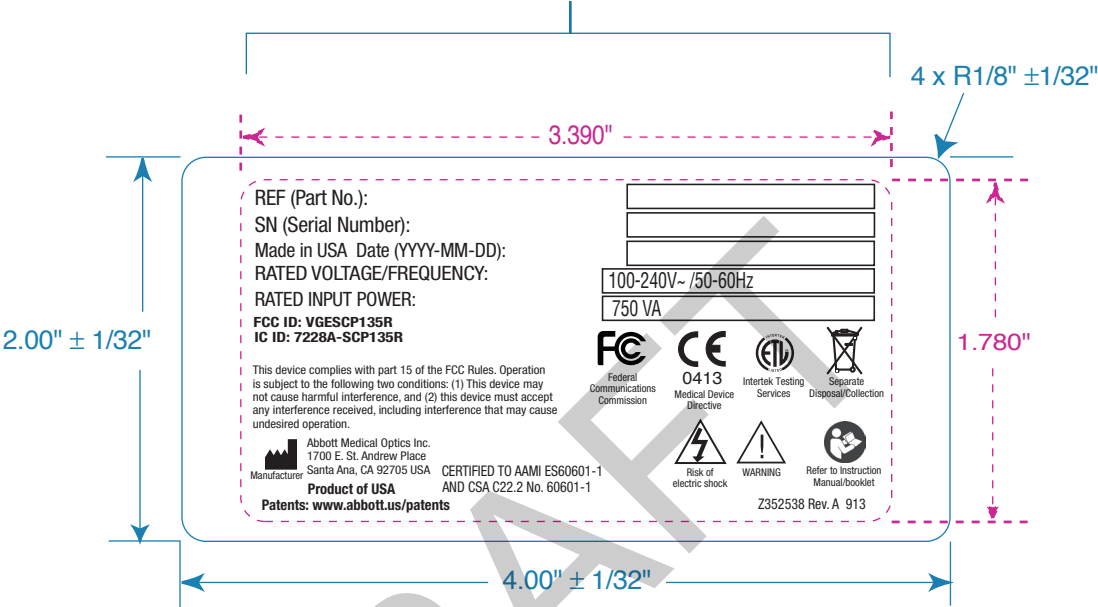 4 x R1/8" ±1/32"
3.390"
REF (Part No.):
SN (Serial Number):
Made in USA Date (YYYY-MM-DD):
RATED VOLTAGE/FREQUENCY:
100-240V~ /50-60Hz
RATED INPUT POWER:
750 VA
FCC ID: VGESCP135R
IC ID: 7228A-SCP135R
2.00" ± 1/32"
1.780"
This device complies with part 15 of the FCC Rules. Operation
is subject to the following two conditions: (1) This device may
not cause harmful interference, and (2) this device must accept
any interference received, including interference that may cause
undesired operation.
FC
Federal
Communications
Commission
CE
0413
Medical Device
Directive
INTERTEK
ETL
LISTED
Intertek Testing
Services
Separate
Disposal/Collection
Manufacturer
Abbott Medical Optics Inc.
1700 E. St. Andrew Place
Santa Ana, CA 92705 USA
Product of USA
Patents: www.abbott.us/patents
CERTIFIED TO AAMI ES60601-1
AND CSA C22.2 No. 60601-1
Risk of
electric shock
!
WARNING
Refer to Instruction
Manual/booklet
Z352538 Rev. A 913
4.00" ± 1/32"
DRAFT